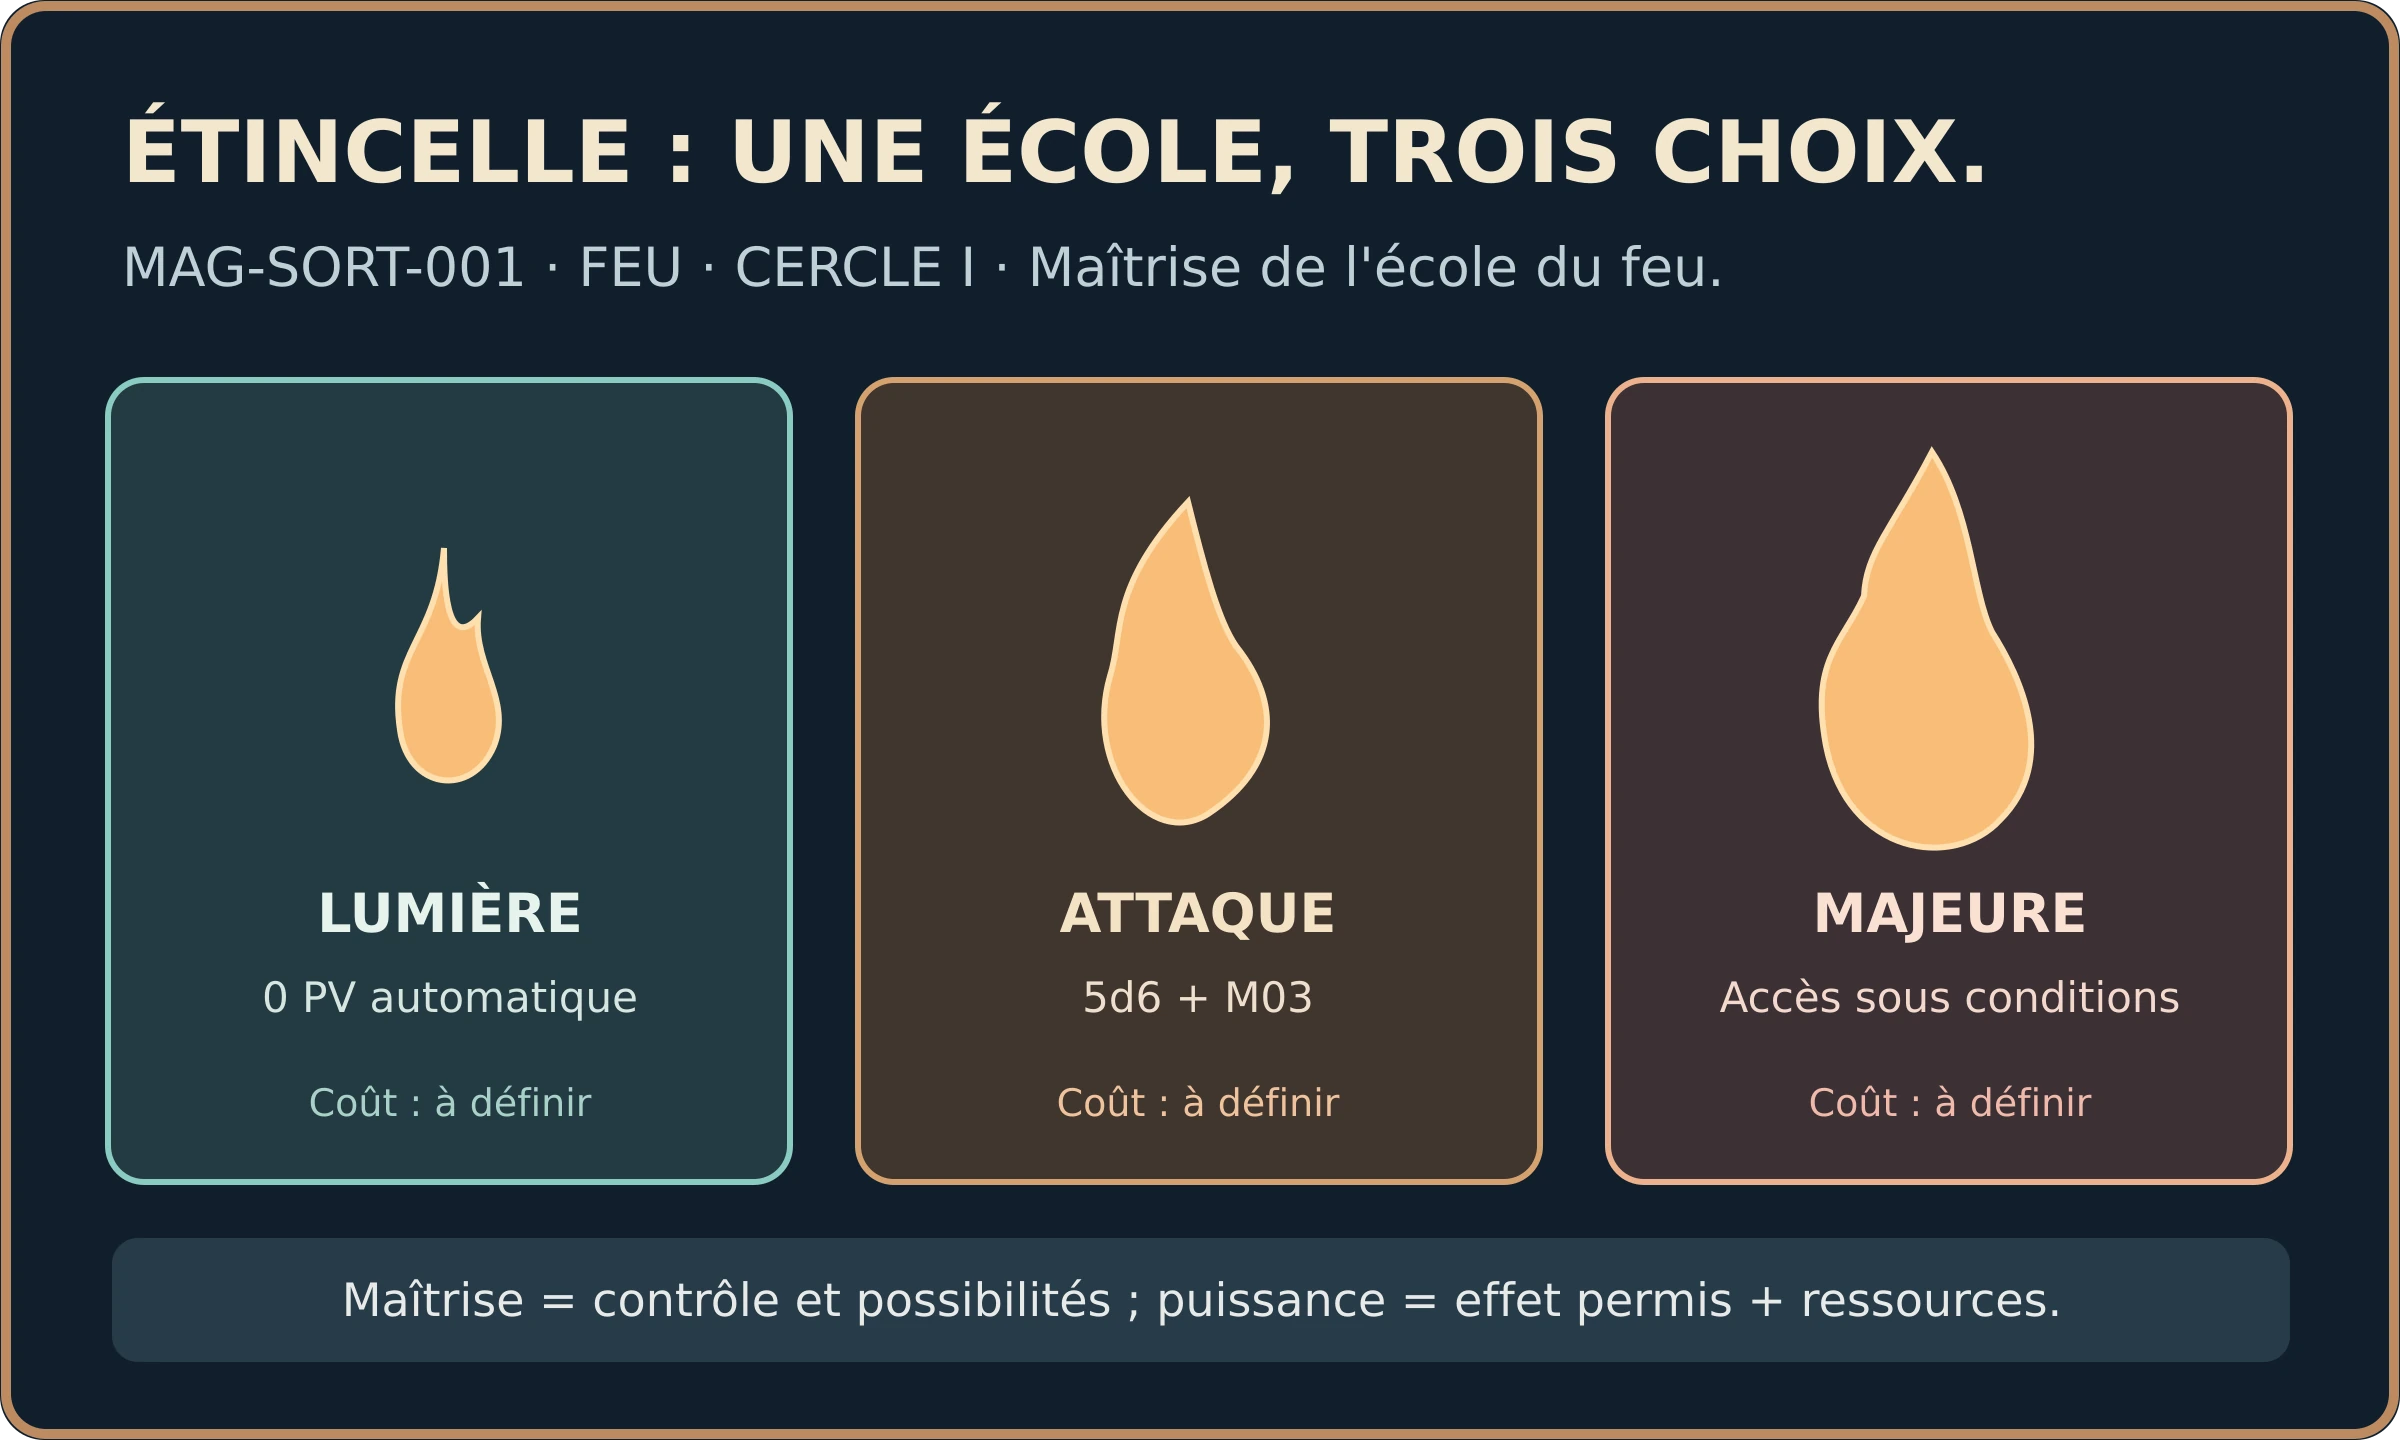 ÉTINCELLE : UNE ÉCOLE, TROIS CHOIX.
MAG-SORT-001 · FEU · CERCLE I · Maîtrise de l'école du feu.
LUMIÈRE
0 PV automatique
Coût : à définir
ATTAQUE
5d6 + M03
Coût : à définir
MAJEURE
Accès sous conditions
Coût : à définir
Maîtrise = contrôle et possibilités ; puissance = effet permis + ressources.